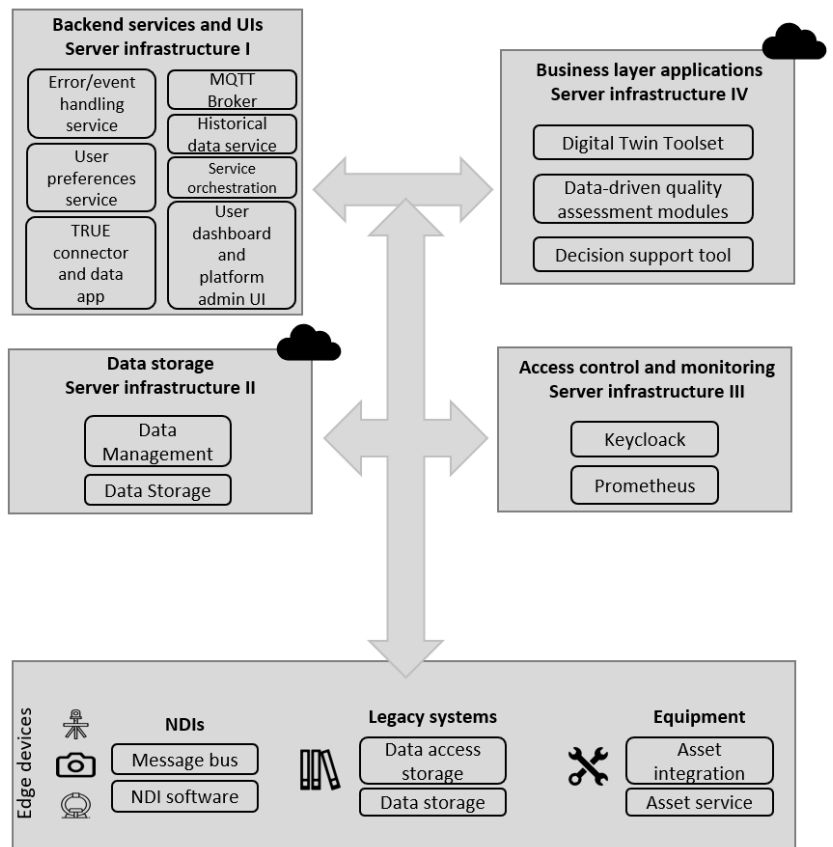 Backend services and UIs
Server infrastructure I
Error/event
handling
service
User
preferences
service
TRUE
connector
and data
app
MQTT
Broker
Historical
data service
Service
orchestration
User
dashboard
and
platform
admin UI
Business layer applications
Server infrastructure IV
Digital Twin Toolset
Data-driven quality
assessment modules
Decision support tool
Data storage
Server infrastructure II
Data
Management
Data Storage
Access control and monitoring
Server infrastructure III
Keycloack
Prometheus
Edge devices
NDIs
Message bus
NDI software
Legacy systems
Data access
storage
Data storage
Equipment
Asset
integration
Asset service